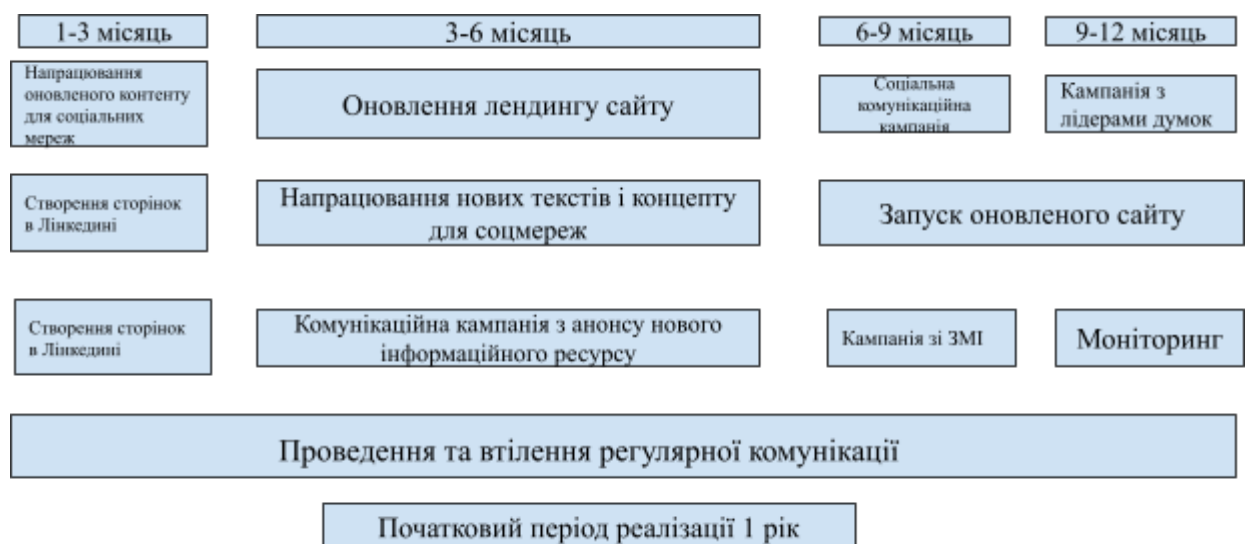 1-3 місяць
3-6 місяць
6-9 місяць
9-12 місяць
Напрацювання
оновленого контенту
для соціальних
мереж
Оновлення лендингу сайту
Соціальна
комунікаційна
кампанія
Кампанія з
лідерами думок
Створення сторінок
в Лінкедині
Напрацювання нових текстів і концепту
для соцмереж
Запуск оновленого сайту
Створення сторінок
в Лінкедині
Комунікаційна кампанія з анонсу нового
інформаційного ресурсу
Кампанія зі ЗМІ
Моніторинг
Проведення та втілення регулярної комунікації
Початковий період реалізації 1 рік